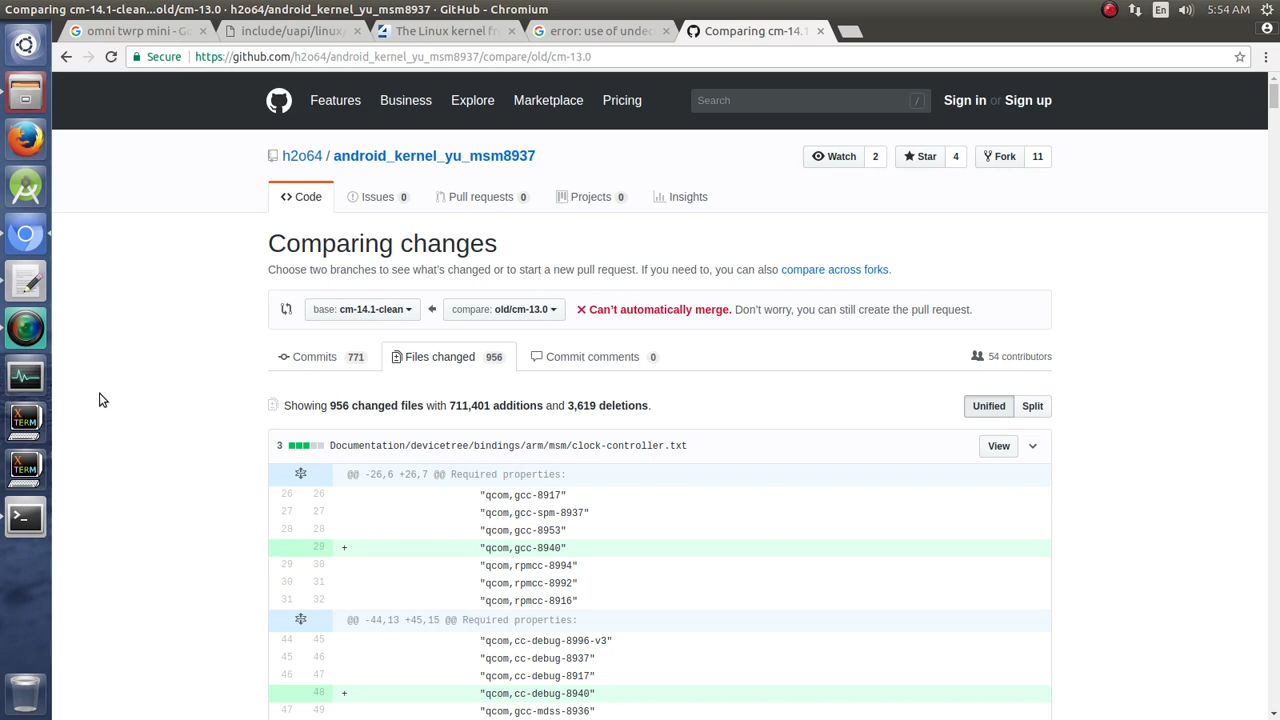 Comparing cm-14.1-clean...old/cm-13.0 · h2o64/android_kernel_yu_msm8937 · GitHub - Chromium
En 5:54 AM
omni twrp mini - Go
include/uapi/linux/
The Linux kernel fr
error: use of undec
Comparing cm-14.1
Secure https://github.com/h2o64/android_kernel_yu_msm8937/compare/old/cm-13.0
Features Business Explore Marketplace Pricing Search / Sign in or Sign up
h2o64 / android_kernel_yu_msm8937 Watch 2 Star 4 Fork 11
Code Issues 0 Pull requests 0 Projects 0 Insights
Comparing changes
Choose two branches to see what's changed or to start a new pull request. If you need to, you can also compare across forks.
base: cm-14.1-clean compare: old/cm-13.0 Can't automatically merge. Don't worry, you can still create the pull request.
Commits 771 Files changed 956 Commit comments 0 54 contributors
Showing 956 changed files with 711,401 additions and 3,619 deletions. Unified Split
3 Documentation/devicetree/bindings/arm/msm/clock-controller.txt View
@@ -26,6 +26,7 @@ Required properties:
26 26 "qcom,gcc-8917"
27 27 "qcom,gcc-spm-8937"
28 28 "qcom,gcc-8953"
29 + "qcom,gcc-8940"
29 30 "qcom,rpmcc-8994"
30 31 "qcom,rpmcc-8992"
31 32 "qcom,rpmcc-8916"
@@ -44,13 +45,15 @@ Required properties:
44 45 "qcom,cc-debug-8996-v3"
45 46 "qcom,cc-debug-8937"
46 47 "qcom,cc-debug-8917"
48 + "qcom,cc-debug-8940"
47 49 "qcom,gcc-mdss-8936"
X TERM
X TERM
>_